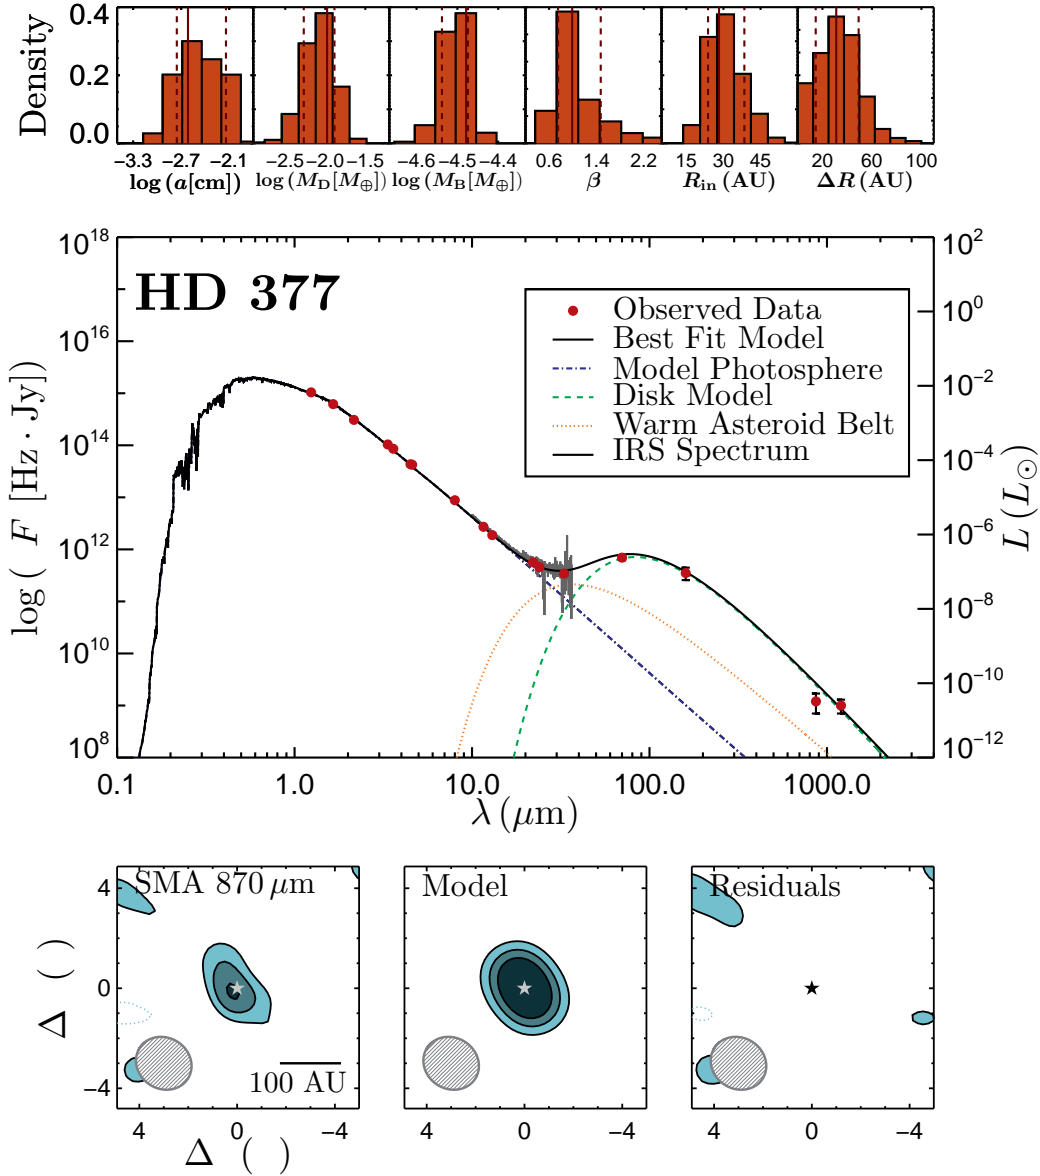 Density
0.4
0.2
0.0
−3.3 −2.7 −2.1
−2.5 −2.0 −1.5
−4.6 −4.5 −4.4
0.6 1.4 2.2
15 30 45
20 60 100
log (a[cm])
log (M_D[M_⊕])
log (M_B[M_⊕])
β
R_in (AU)
ΔR (AU)
HD 377
Observed Data
Best Fit Model
Model Photosphere
Disk Model
Warm Asteroid Belt
IRS Spectrum
log ( F [Hz · Jy])
10^18
10^16
10^14
10^12
10^10
10^8
L (L_⊙)
10^2
10^0
10^−2
10^−4
10^−6
10^−8
10^−10
10^−12
0.1 1.0 10.0 100.0 1000.0
λ (μm)
SMA 870 μm
Model
Residuals
100 AU
Δ ( )
4
0
−4
4 0 −4
4 0 −4
4 0 −4
Δ ( )